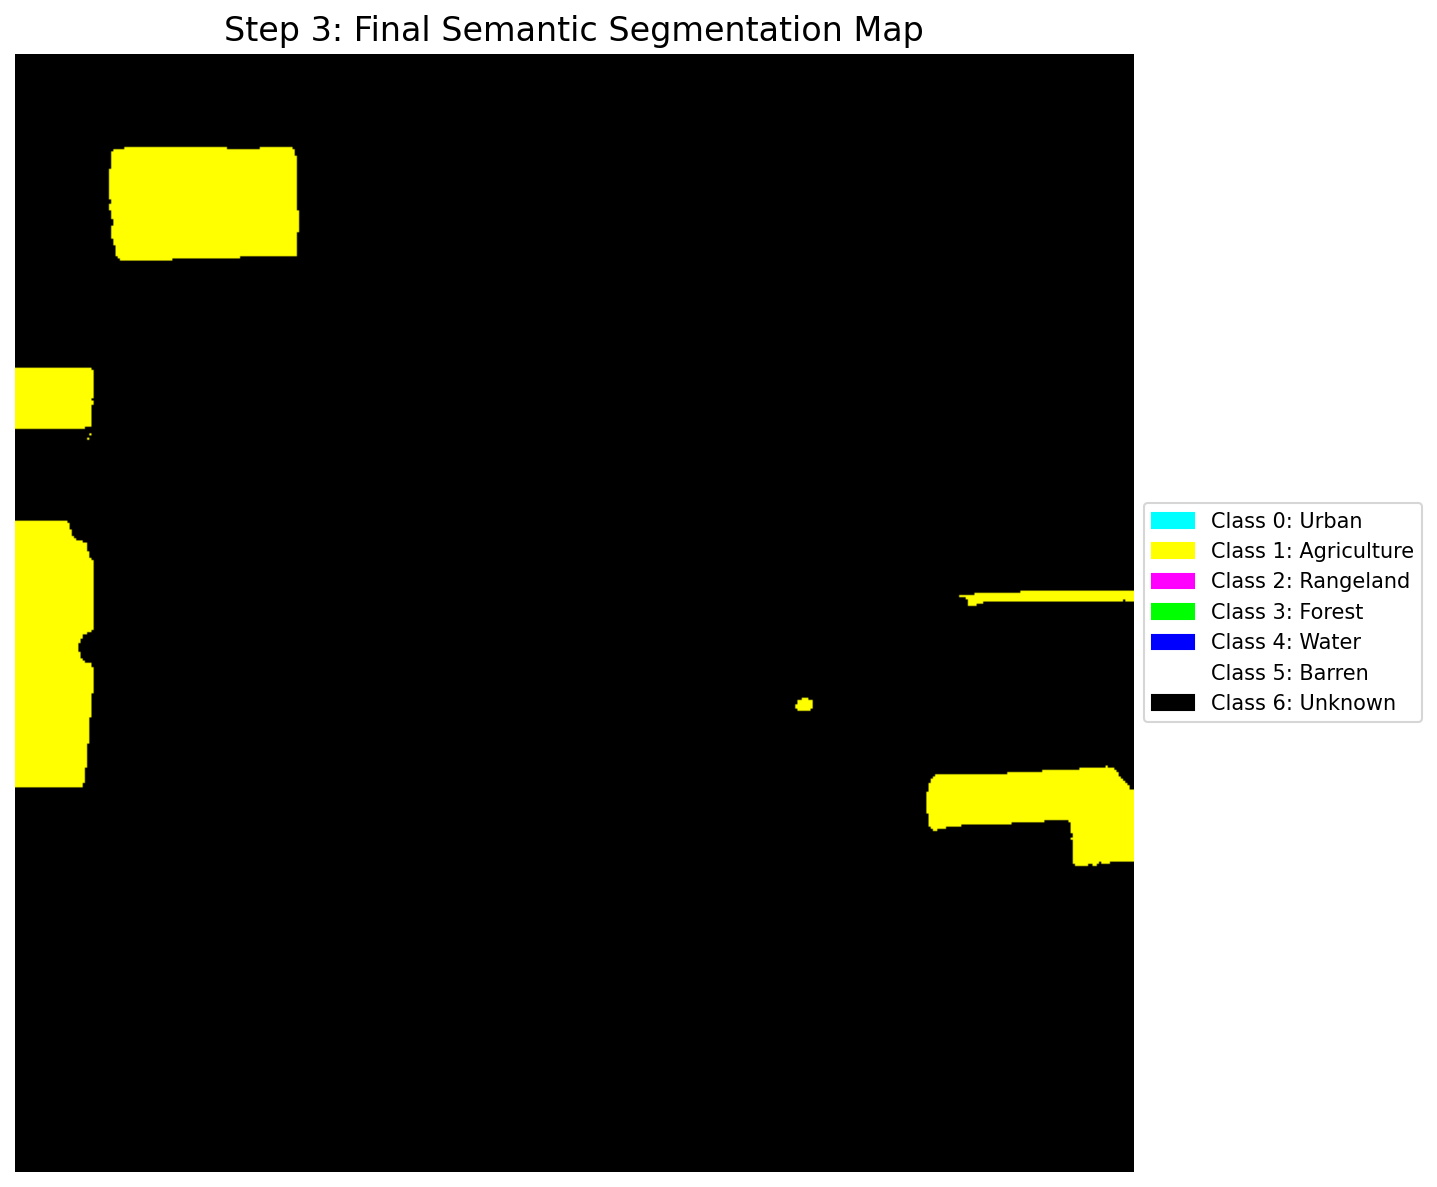 Step 3: Final Semantic Segmentation Map
Class 0: Urban
Class 1: Agriculture
Class 2: Rangeland
Class 3: Forest
Class 4: Water
Class 5: Barren
Class 6: Unknown